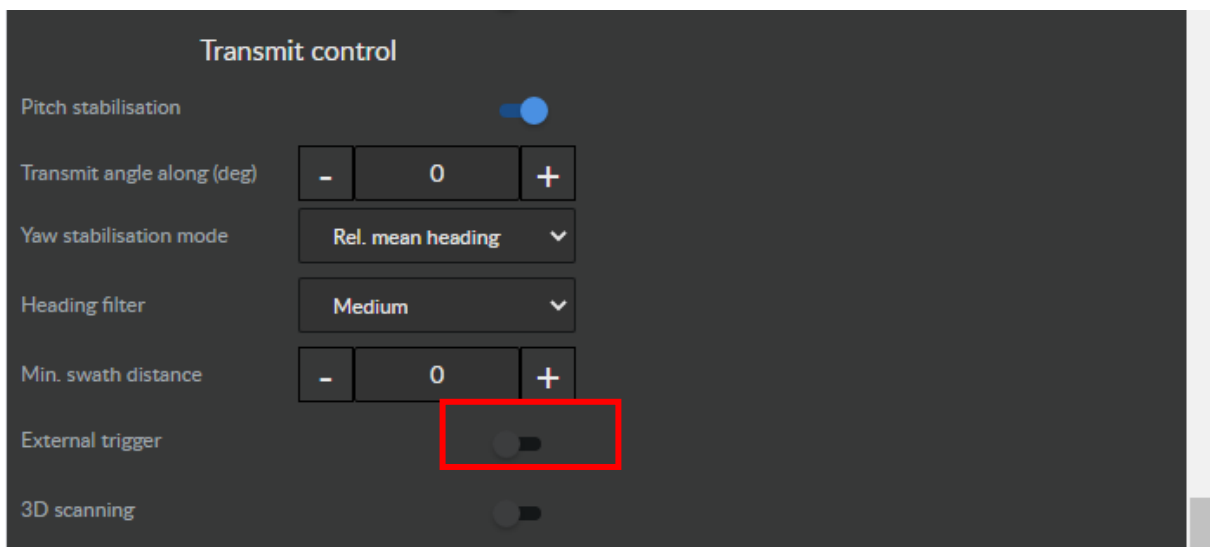 Transmit control
Pitch stabilisation
Transmit angle along (deg) - 0 +
Yaw stabilisation mode Rel. mean heading
Heading filter Medium
Min. swath distance - 0 +
External trigger
3D scanning